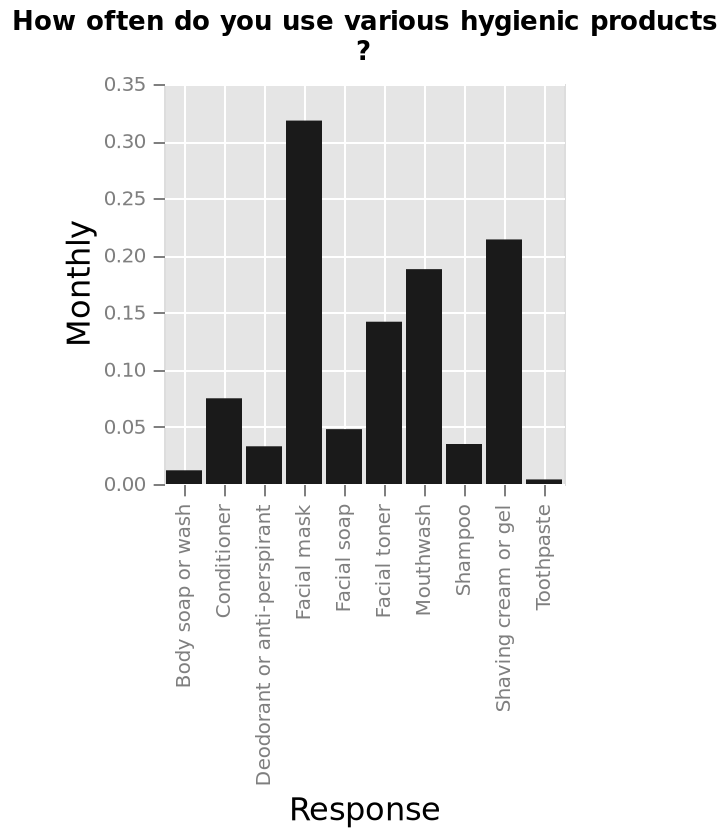 How often do you use various hygienic products
?
Monthly
0.35
0.30
0.25
0.20
0.15
0.10
0.05
0.00
Body soap or wash
Conditioner
Deodorant or anti-perspirant
Facial mask
Facial soap
Facial toner
Mouthwash
Shampoo
Shaving cream or gel
Toothpaste
Response